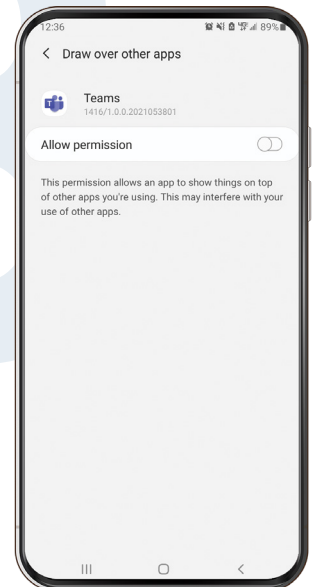 12:36 89%
Draw over other apps
Teams
1416/1.0.0.2021053801
Allow permission
This permission allows an app to show things on top
of other apps you're using. This may interfere with your
use of other apps.